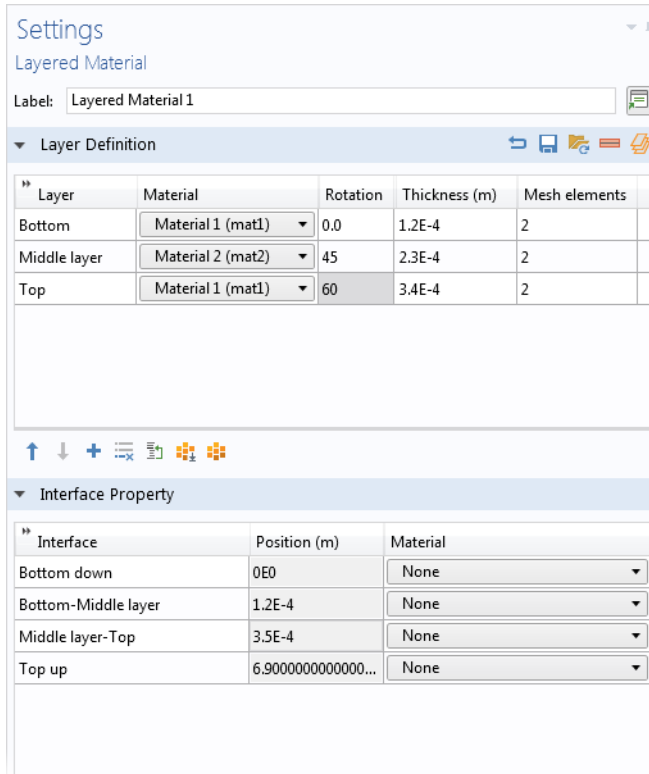 Settings
Layered Material
Label: Layered Material 1
Layer Definition
Layer Material Rotation Thickness (m) Mesh elements
Bottom Material 1 (mat1) 0.0 1.2E-4 2
Middle layer Material 2 (mat2) 45 2.3E-4 2
Top Material 1 (mat1) 60 3.4E-4 2
Interface Property
Interface Position (m) Material
Bottom down 0E0 None
Bottom-Middle layer 1.2E-4 None
Middle layer-Top 3.5E-4 None
Top up 6.9000000000000... None